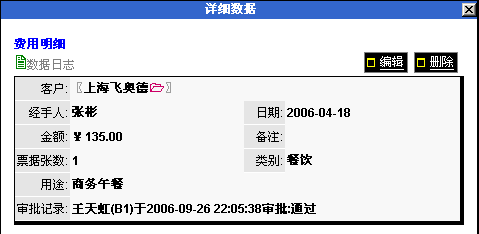 详细数据
费用明细
数据日志 编辑 删除
客户: 〖上海飞奥德〗
经手人: 张彬 日期: 2006-04-18
金额: ¥ 135.00 备注:
票据张数: 1 类别: 餐饮
用途: 商务午餐
审批记录: 王天虹(B1)于2006-09-26 22:05:38审批:通过